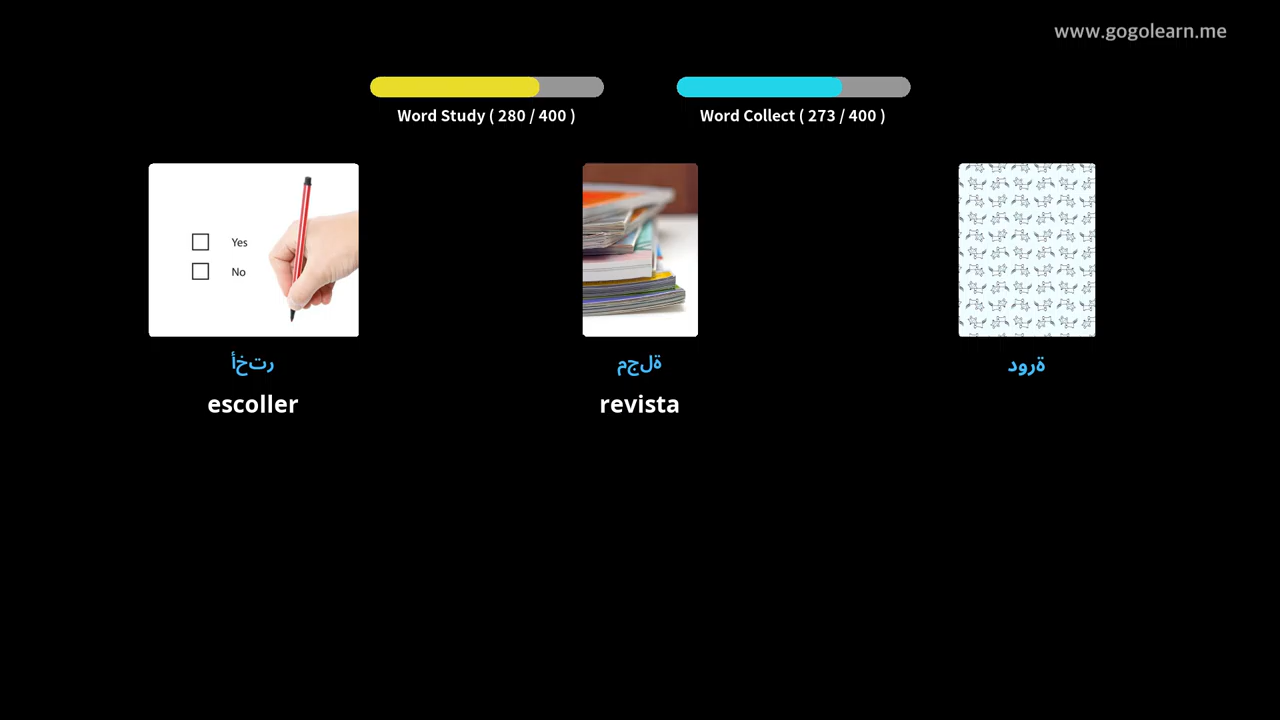 www.gogolearn.me
Word Study ( 280 / 400 )
Word Collect ( 273 / 400 )
Yes
No
رتخأ
ةلجم
ةرود
escoller
revista